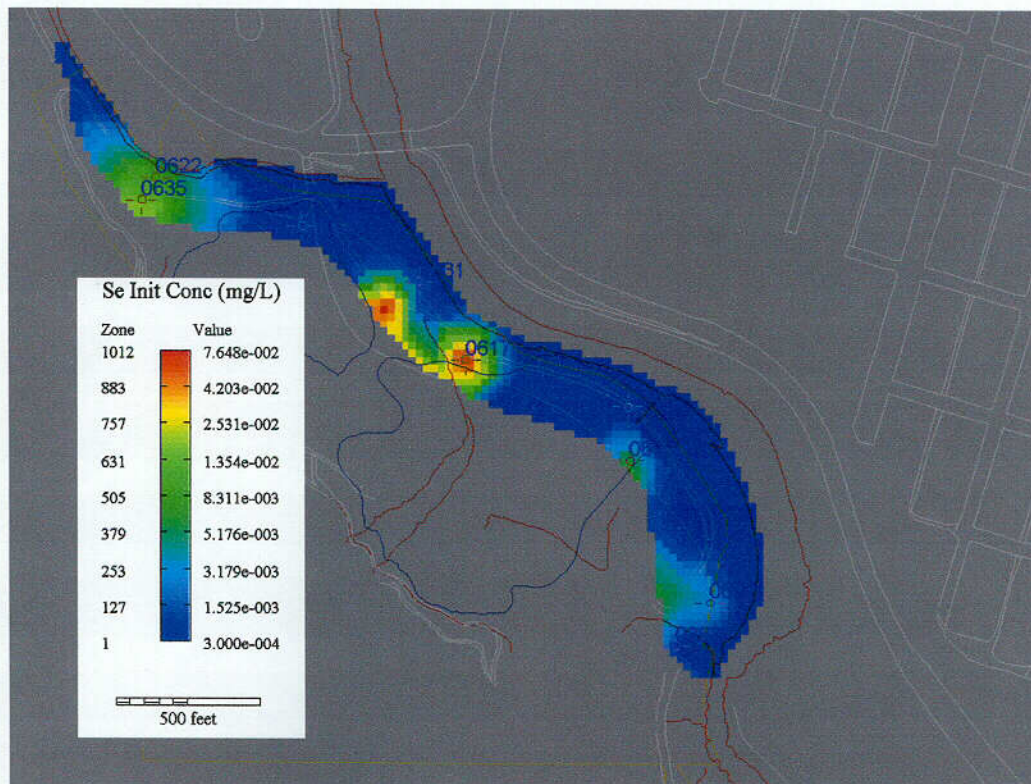 0622
0635
0617
Se Init Conc (mg/L)
Zone Value
1012 7.648e-002
883 4.203e-002
757 2.531e-002
631 1.354e-002
505 8.311e-003
379 5.176e-003
253 3.179e-003
127 1.525e-003
1 3.000e-004
500 feet